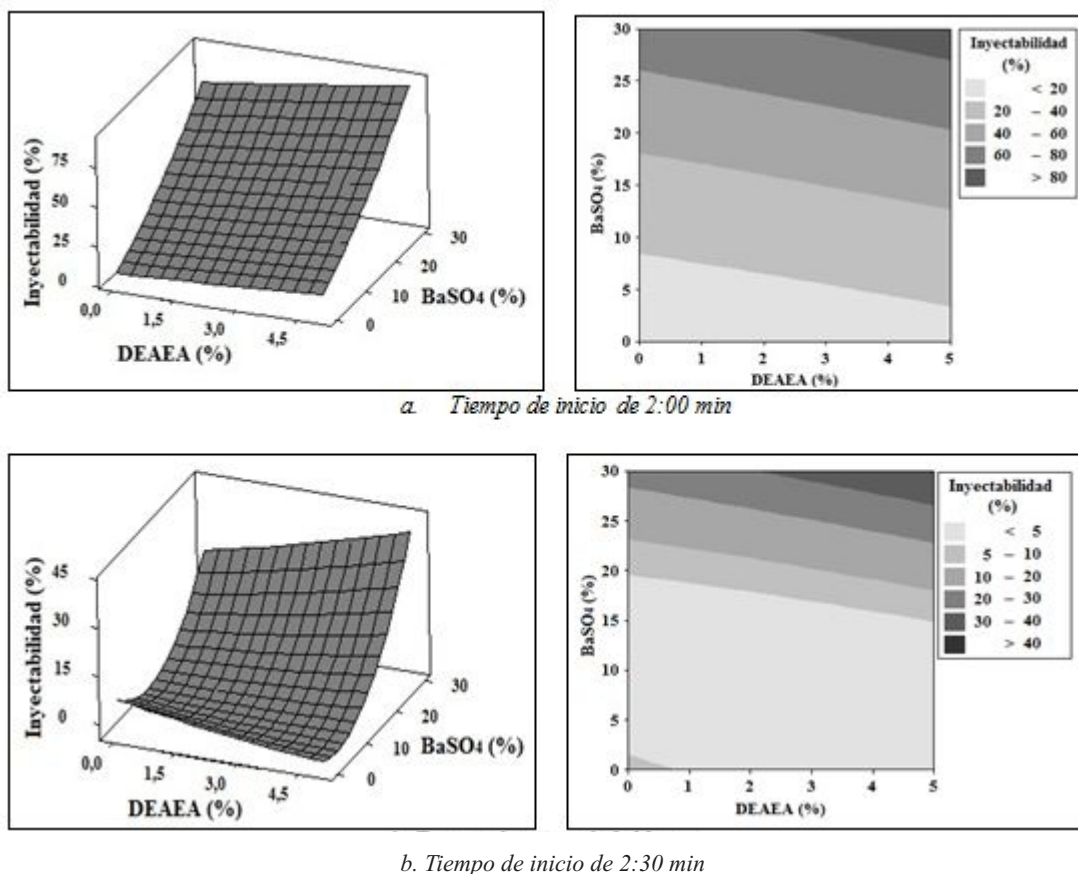 Inyectabilidad (%)
75
50
25
0
0,0
1,5
3,0
4,5
DEAEA (%)
0
10
20
30
BaSO4 (%)
30
25
20
15
10
5
0
BaSO4 (%)
0 1 2 3 4 5
DEAEA (%)
Inyectabilidad
(%)
< 20
20 – 40
40 – 60
60 – 80
> 80
a. Tiempo de inicio de 2:00 min
Inyectabilidad (%)
45
30
15
0
0,0
1,5
3,0
4,5
DEAEA (%)
0
10
20
30
BaSO4 (%)
30
25
20
15
10
5
0
BaSO4 (%)
0 1 2 3 4 5
DEAEA (%)
Inyectabilidad
(%)
< 5
5 – 10
10 – 20
20 – 30
30 – 40
> 40
b. Tiempo de inicio de 2:30 min